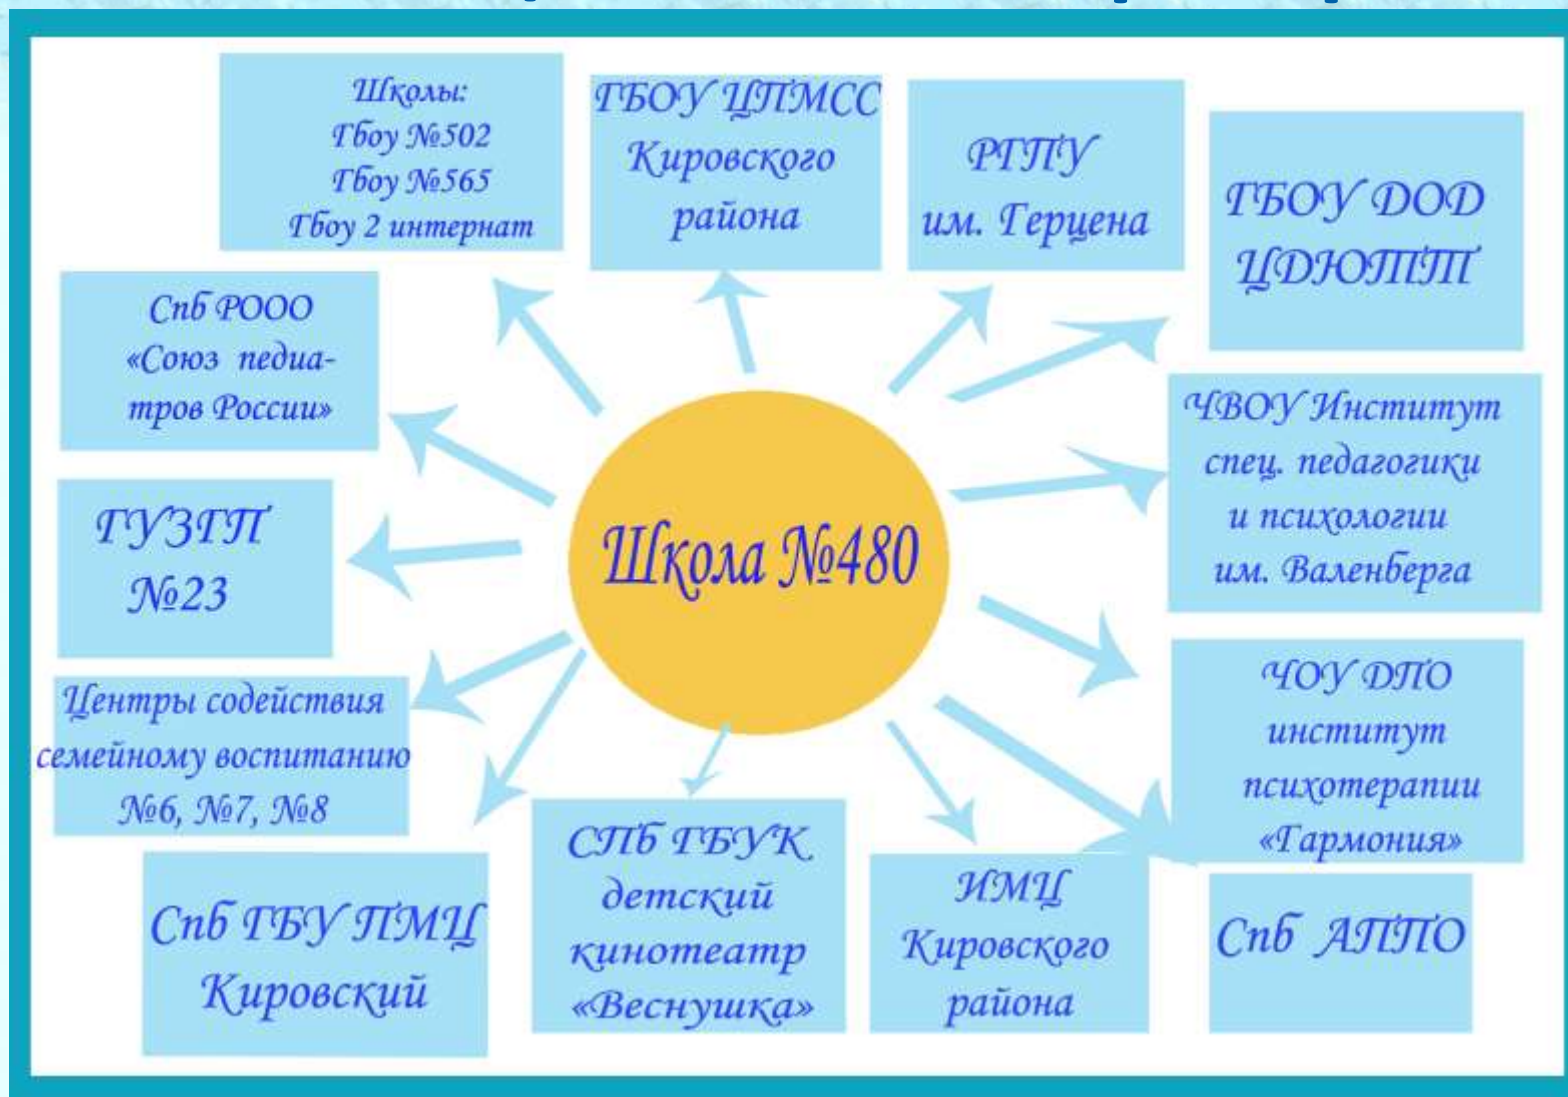 Школы:
Гбоу №502
Гбоу №565
Гбоу 2 интернат
ГБОУ ЦПМСС
Кировского
района
РГПУ
им. Герцена
ГБОУ ДОД
ЦДЮТТ
Спб РООО
«Союз педиа-
тров России»
ЧВОУ Институт
спец. педагогики
и психологии
им. Валенберга
ГУЗГП
№23
Школа №480
Центры содействия
семейному воспитанию
№6, №7, №8
ЧОУ ДПО
институт
психотерапии
«Гармония»
Спб ГБУ ПМЦ
Кировский
СПб ГБУК
детский
кинотеатр
«Веснушка»
ИМЦ
Кировского
района
Спб АППО